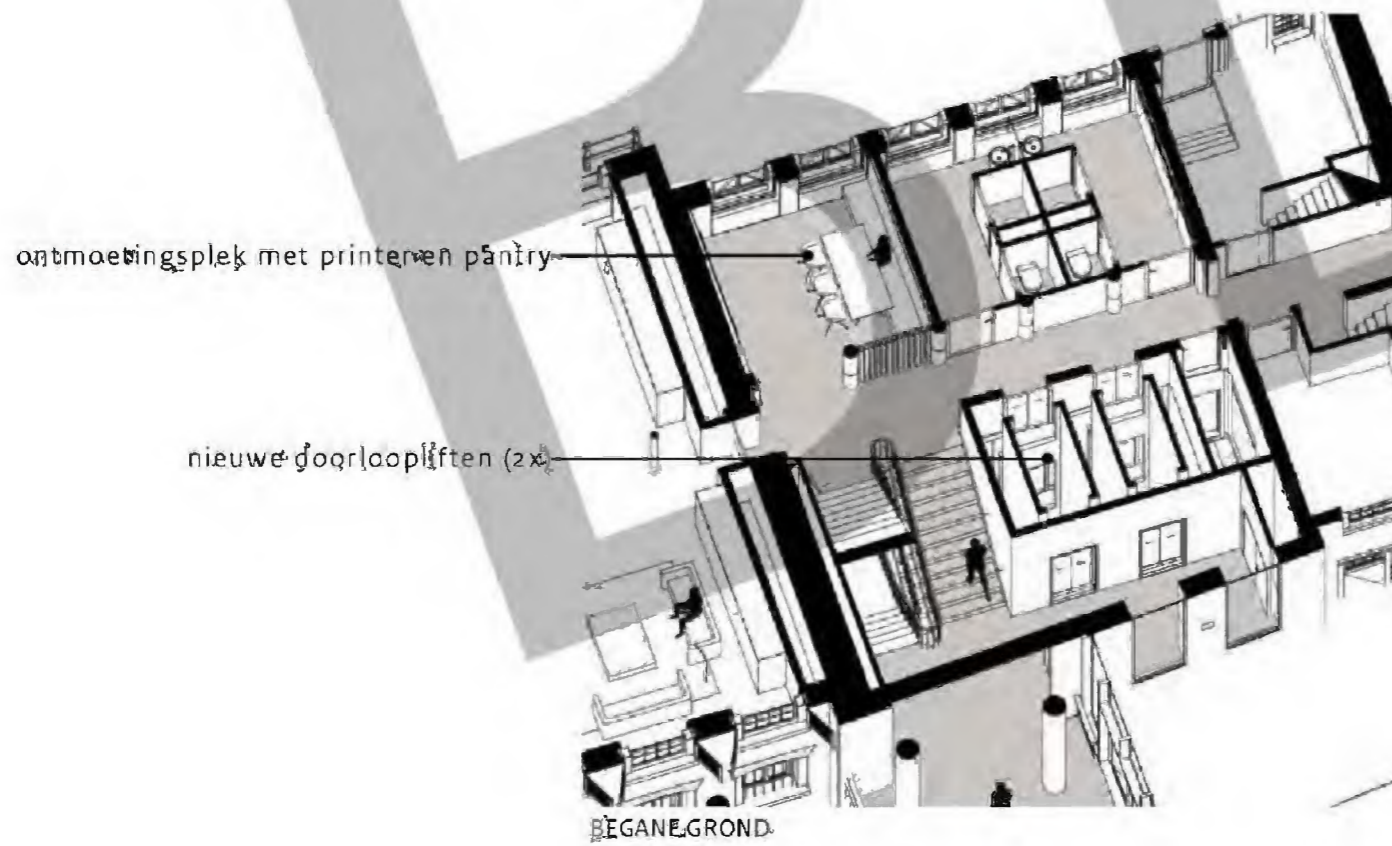 ontmoetingsplek met printer en pantry
nieuwe doorloopliften (2x)
BEGANE GROND